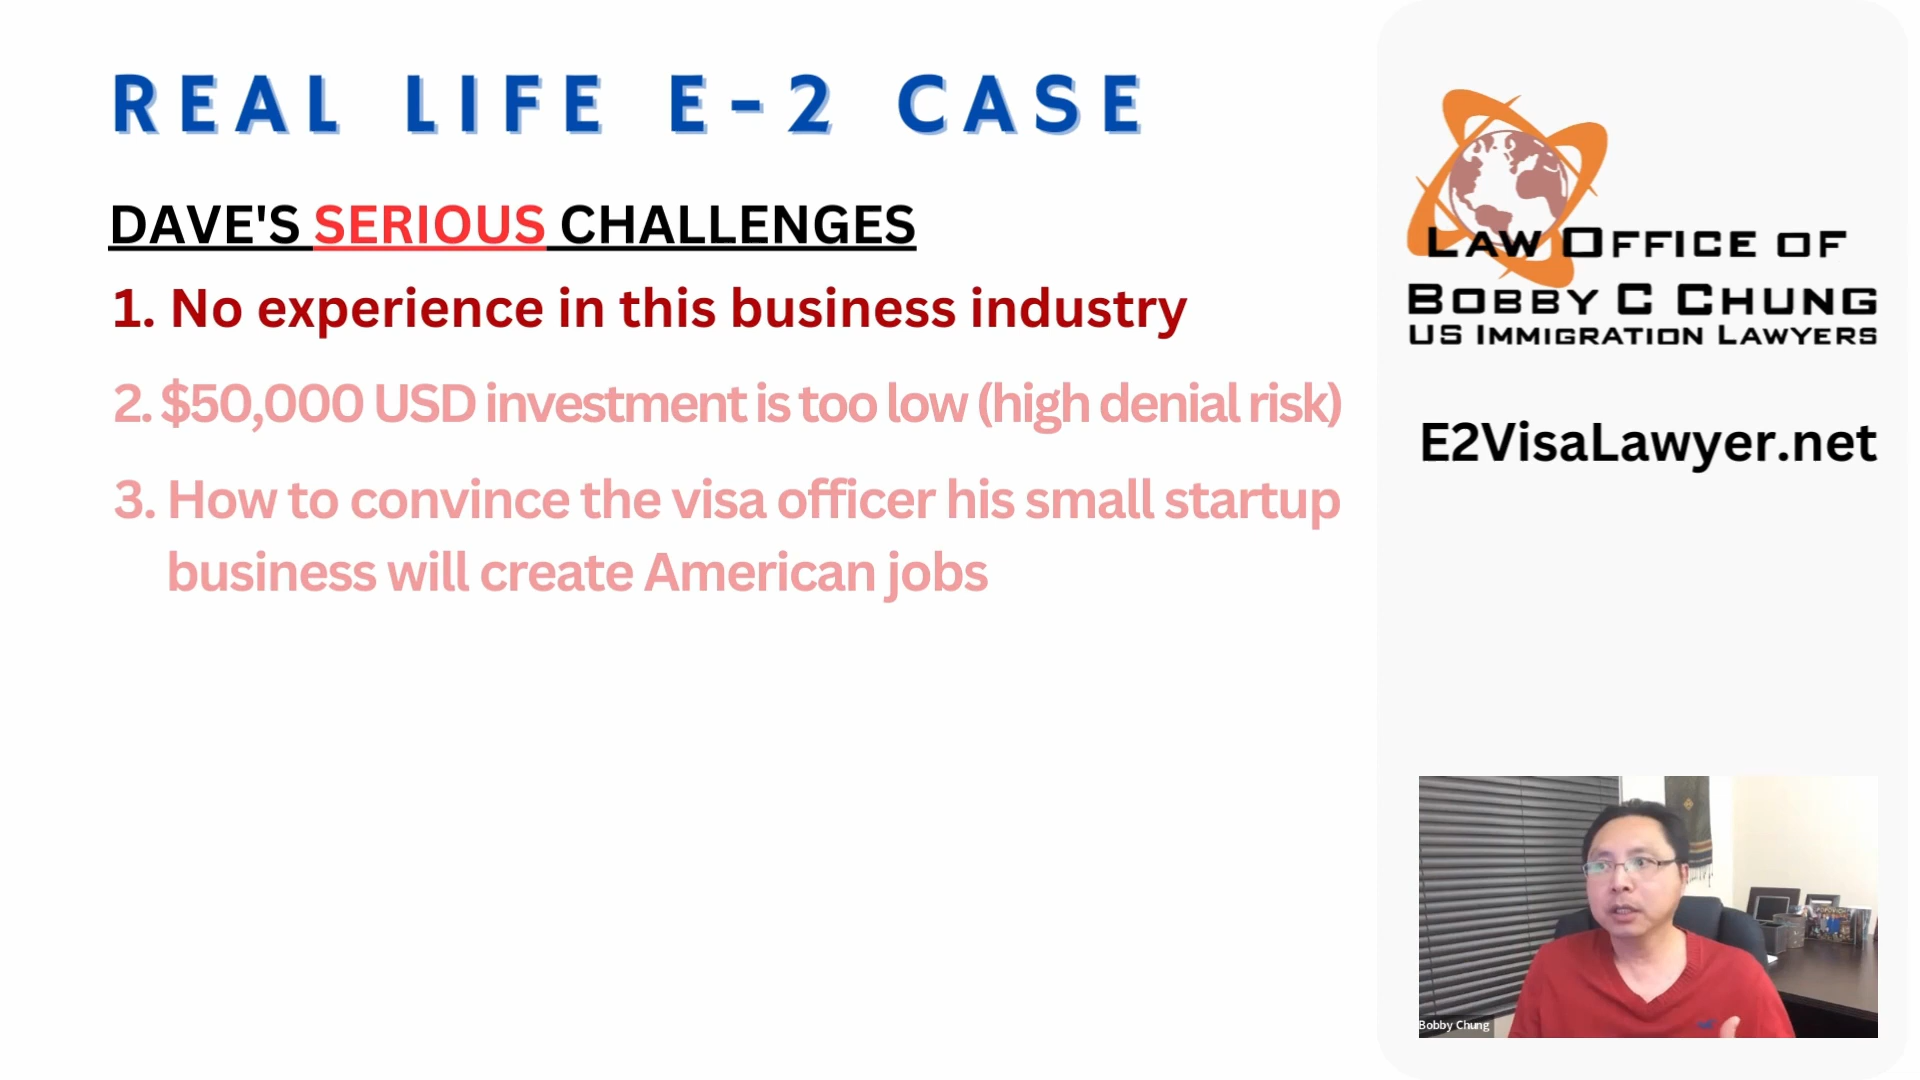 REAL LIFE E-2 CASE
DAVE'S SERIOUS CHALLENGES
1. No experience in this business industry
2. $50,000 USD investment is too low (high denial risk)
3. How to convince the visa officer his small startup
business will create American jobs
LAW OFFICE OF
BOBBY C CHUNG
US IMMIGRATION LAWYERS
E2VisaLawyer.net
Bobby Chung